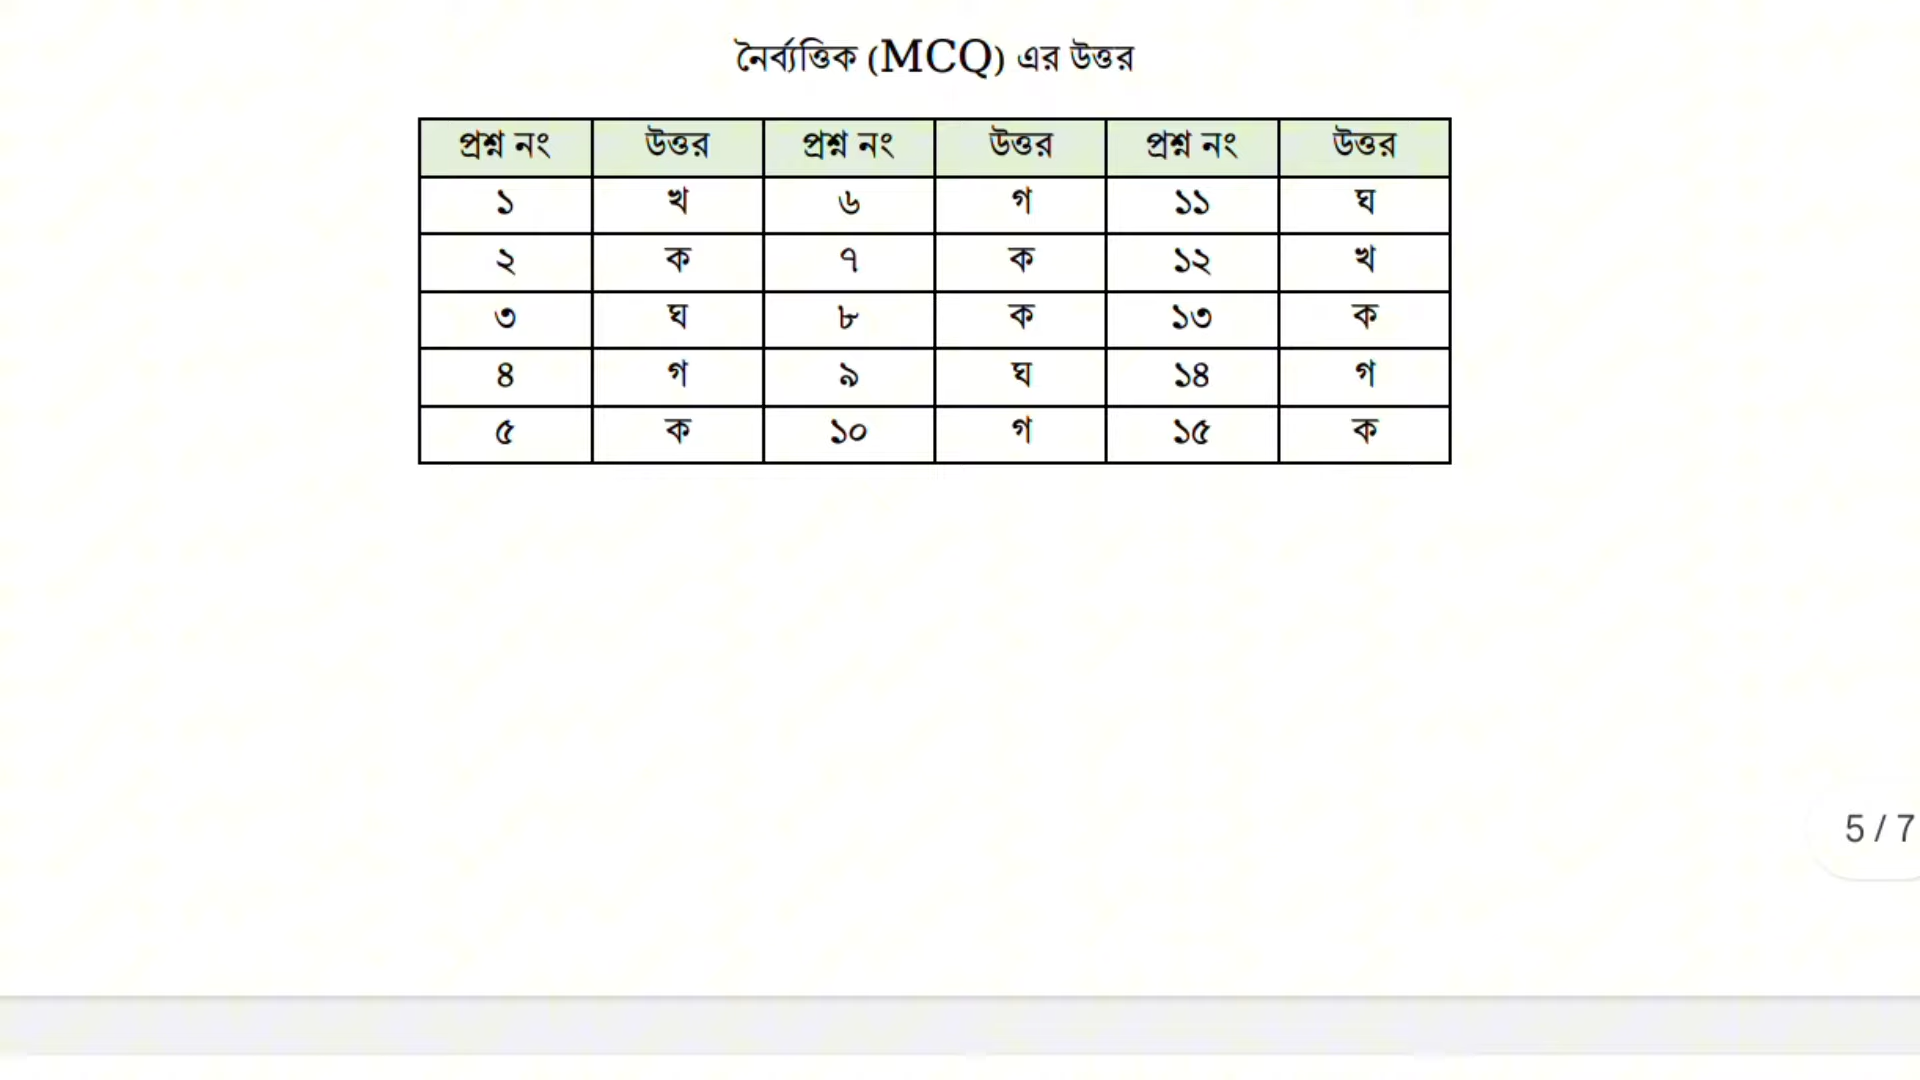 নৈর্ব্যত্তিক (MCQ) এর উত্তর
প্রশ্ন নং উত্তর প্রশ্ন নং উত্তর প্রশ্ন নং উত্তর
১ খ ৬ গ ১১ ঘ
২ ক ৭ ক ১২ খ
৩ ঘ ৮ ক ১৩ ক
৪ গ ৯ ঘ ১৪ গ
৫ ক ১০ গ ১৫ ক
5 / 7